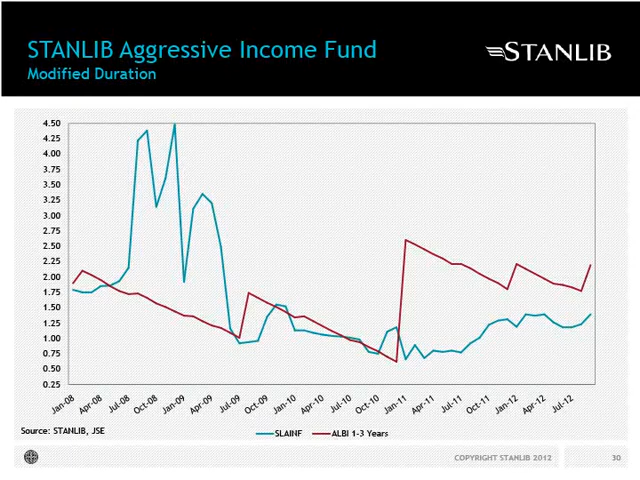 STANLIB Aggressive Income Fund
Modified Duration
STANLIB
4.50
4.25
4.00
3.75
3.50
3.25
3.00
2.75
2.50
2.25
2.00
1.75
1.50
1.25
1.00
0.75
0.50
0.25
Jan-08 Apr-08 Jul-08 Oct-08 Jan-09 Apr-09 Jul-09 Oct-09 Jan-10 Apr-10 Jul-10 Oct-10 Jan-11 Apr-11 Jul-11 Oct-11 Jan-12 Apr-12 Jul-12
Source: STANLIB, JSE
SLAINF ALBI 1-3 Years
COPYRIGHT STANLIB 2012 30